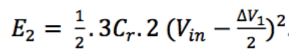 E₂ = ½ .3Cᵣ.2 (Vᵢₙ − ΔV₁/2)².